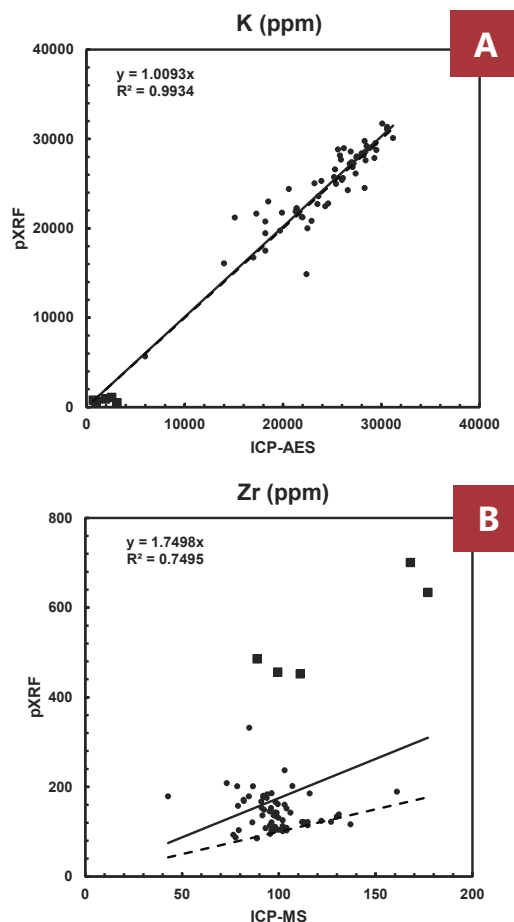 K (ppm)
A
40000
y = 1.0093x
R² = 0.9934
30000
pXRF
20000
10000
0
0 10000 20000 30000 40000
ICP-AES
Zr (ppm)
B
800
y = 1.7498x
R² = 0.7495
600
pXRF
400
200
0
0 50 100 150 200
ICP-MS